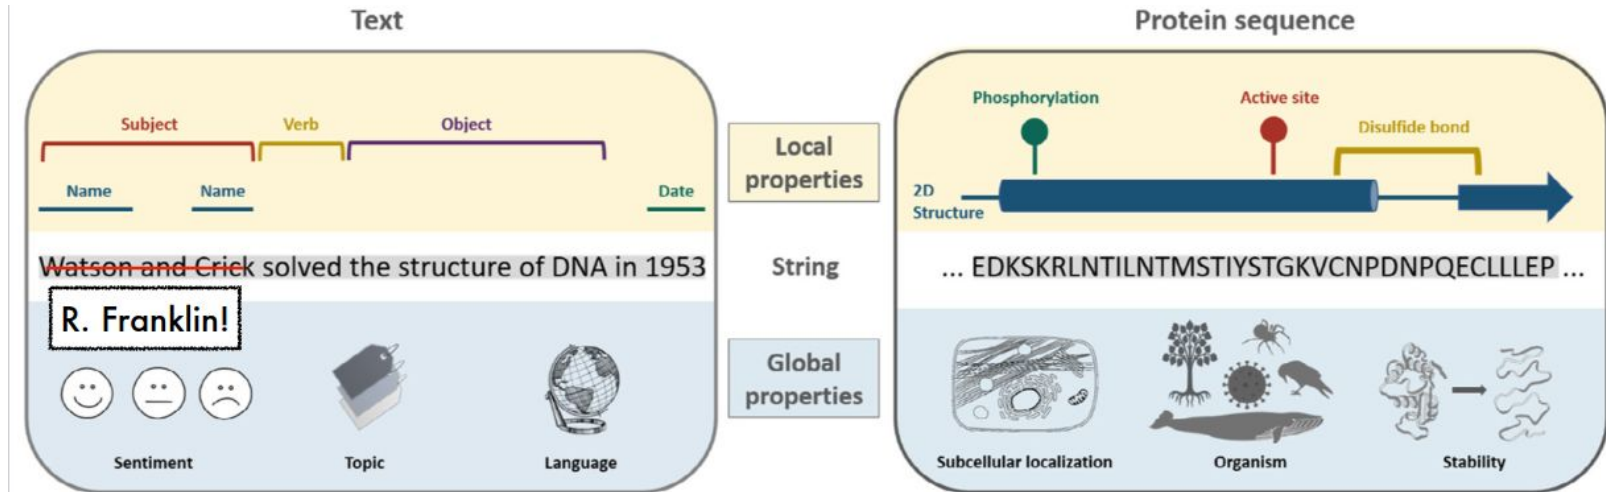 Text
Subject Verb Object
Name Name Date
Watson and Crick solved the structure of DNA in 1953
R. Franklin!
Sentiment Topic Language
Local
properties
String
Global
properties
Protein sequence
Phosphorylation Active site
Disulfide bond
2D
Structure
... EDKSKRLNTILNTMSTIYSTGKVCNPDNPQECLLLEP ...
Subcellular localization Organism Stability